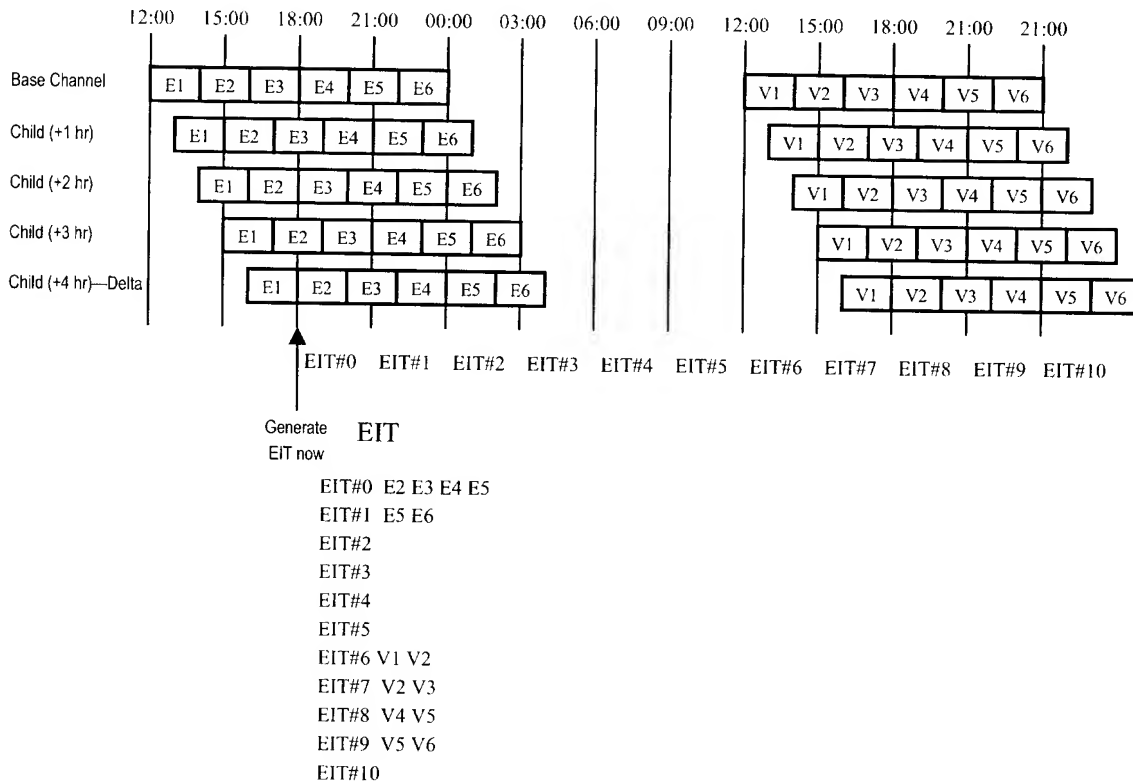 12:00 15:00 18:00 21:00 00:00 03:00 06:00 09:00 12:00 15:00 18:00 21:00 21:00
Base Channel E1 E2 E3 E4 E5 E6 V1 V2 V3 V4 V5 V6
Child (+1 hr) E1 E2 E3 E4 E5 E6 V1 V2 V3 V4 V5 V6
Child (+2 hr) E1 E2 E3 E4 E5 E6 V1 V2 V3 V4 V5 V6
Child (+3 hr) E1 E2 E3 E4 E5 E6 V1 V2 V3 V4 V5 V6
Child (+4 hr)—Delta E1 E2 E3 E4 E5 E6 V1 V2 V3 V4 V5 V6
EIT#0 EIT#1 EIT#2 EIT#3 EIT#4 EIT#5 EIT#6 EIT#7 EIT#8 EIT#9 EIT#10
Generate
EIT now
EIT
EIT#0 E2 E3 E4 E5
EIT#1 E5 E6
EIT#2
EIT#3
EIT#4
EIT#5
EIT#6 V1 V2
EIT#7 V2 V3
EIT#8 V4 V5
EIT#9 V5 V6
EIT#10